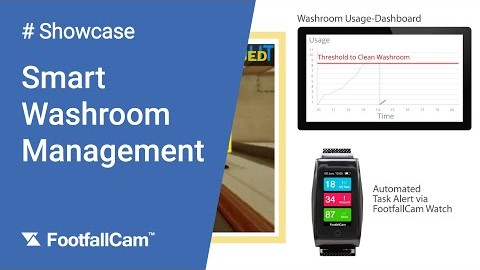 # Showcase
Smart
Washroom
Management
FootfallCam™
Washroom Usage-Dashboard
Usage
Threshold to Clean Washroom
Time
Automated
Task Alert via
FootfallCam Watch
18
34
87